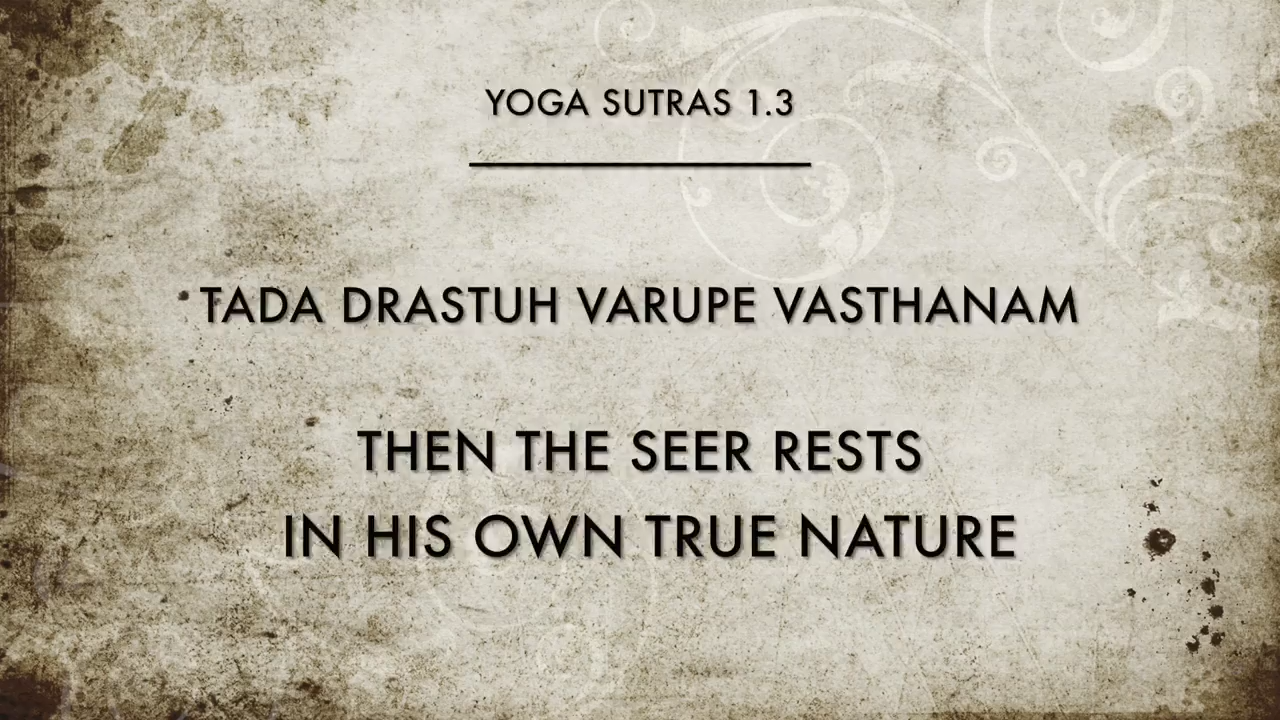 YOGA SUTRAS 1.3
TADA DRASTUH VARUPE VASTHANAM
THEN THE SEER RESTS
IN HIS OWN TRUE NATURE